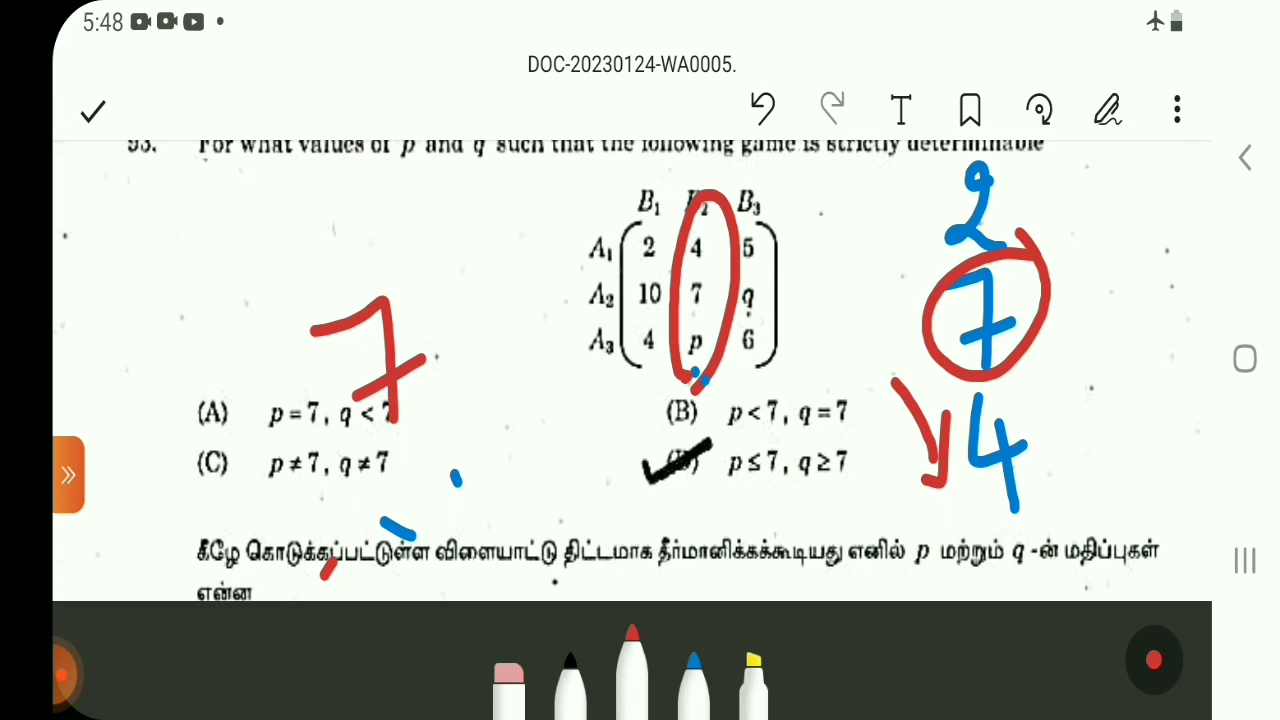 5:48
DOC-20230124-WA0005.
T
93. For what values of p and q such that the following game is strictly determinable
B₁ B₂ B₃
A₁ 2 4 5
A₂ 10 7 q
A₃ 4 p 6
2
7
4
7
(A) p = 7, q < 7
(B) p < 7, q = 7
(C) p ≠ 7, q ≠ 7
(D) p ≤ 7, q ≥ 7
கீழே கொடுக்கப்பட்டுள்ள விளையாட்டு திட்டமாக தீர்மானிக்கக்கூடியது எனில் p மற்றும் q -ன் மதிப்புகள்
என்ன